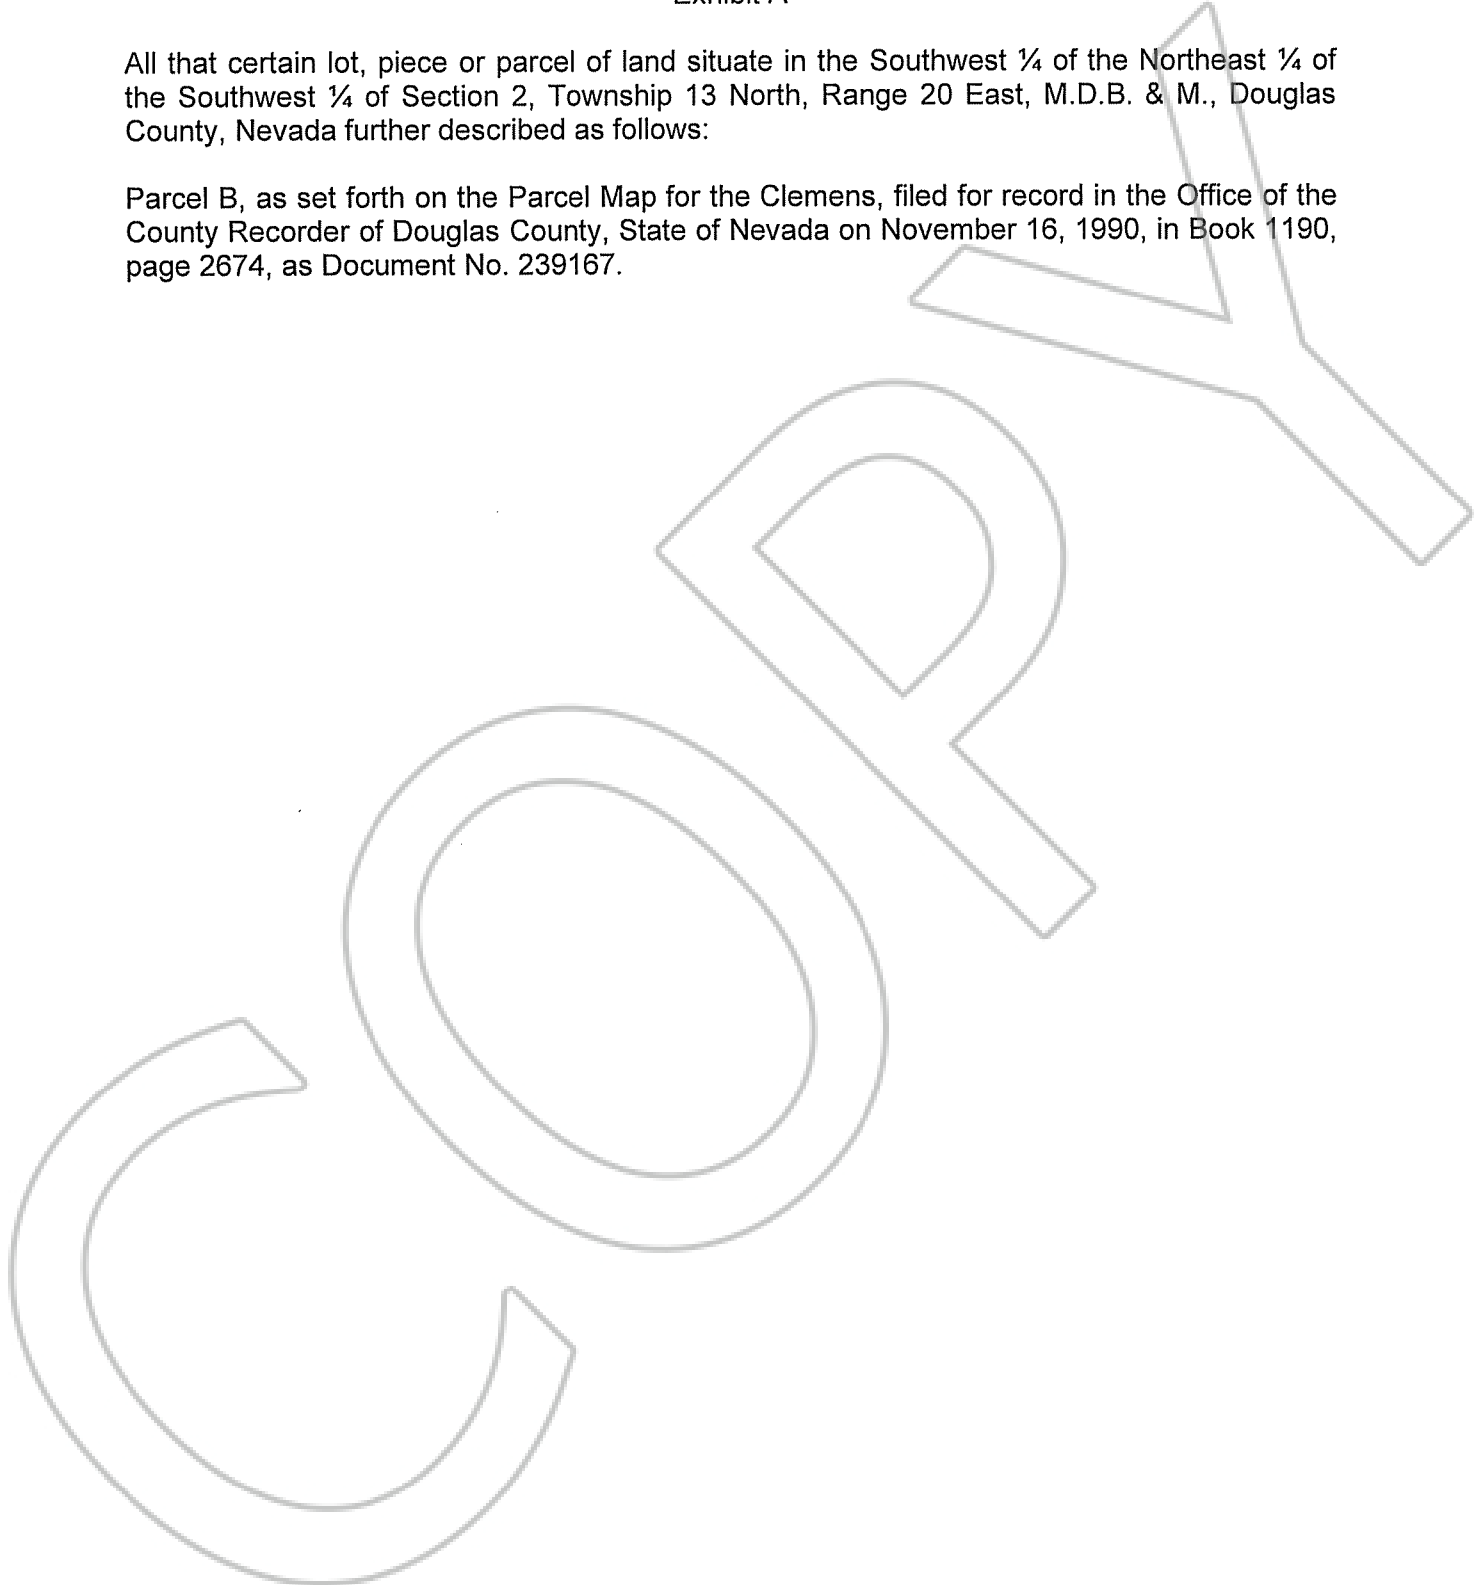 Exhibit A
All that certain lot, piece or parcel of land situate in the Southwest ¼ of the Northeast ¼ of
the Southwest ¼ of Section 2, Township 13 North, Range 20 East, M.D.B. & M., Douglas
County, Nevada further described as follows:
Parcel B, as set forth on the Parcel Map for the Clemens, filed for record in the Office of the
County Recorder of Douglas County, State of Nevada on November 16, 1990, in Book 1190,
page 2674, as Document No. 239167.
COPY